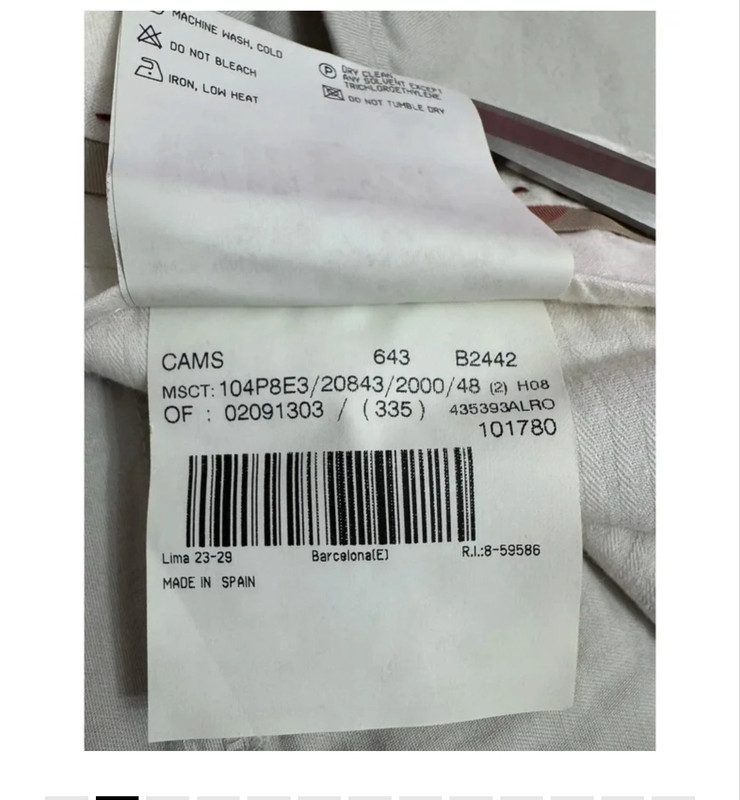 MACHINE WASH, COLD
DO NOT BLEACH
IRON, LOW HEAT
P DRY CLEAN
ANY SOLVENT EXCEPT
TRICHLOROETHYLENE
DO NOT TUMBLE DRY
CAMS 643 B2442
MSCT: 104P8E3/20843/2000/48 (2) H08
OF : 02091303 / (335) 435393ALRO
101780
Lima 23-29 Barcelona(E) R.I.:8-59586
MADE IN SPAIN